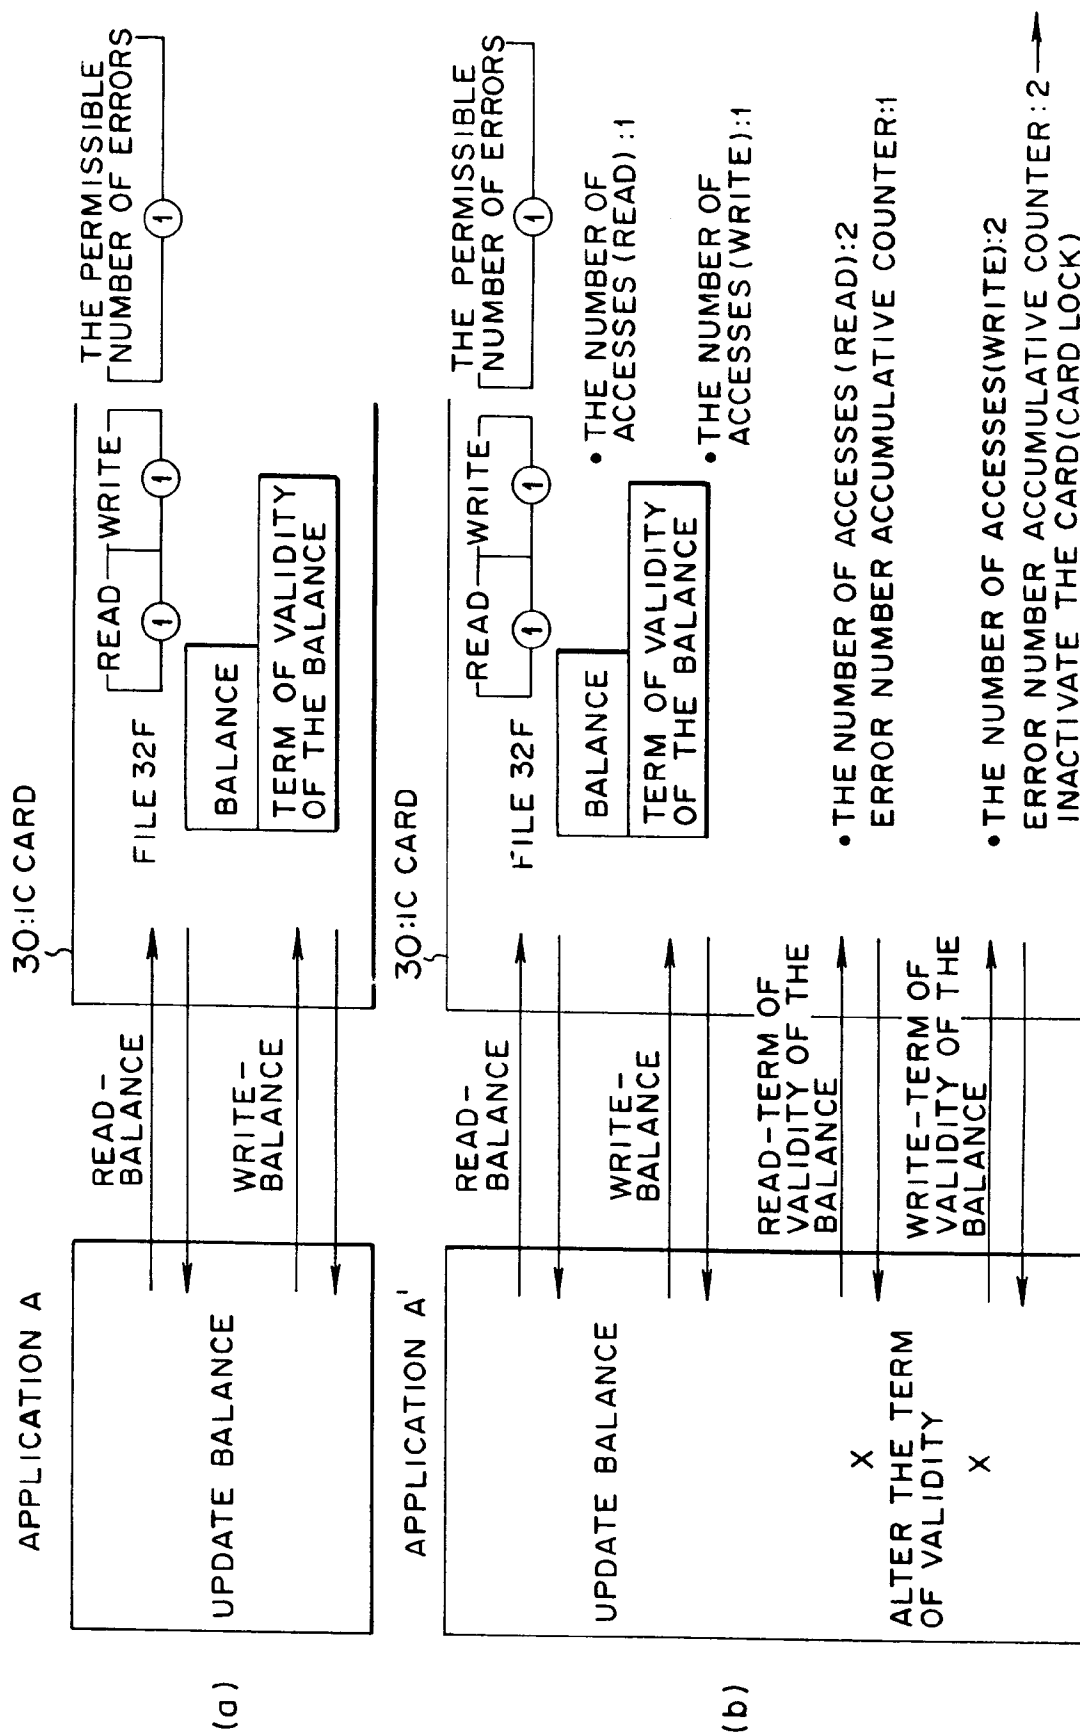 (a)
APPLICATION A
UPDATE BALANCE
READ-
BALANCE
WRITE-
BALANCE
30:IC CARD
FILE 32F
READ
WRITE
1
1
THE PERMISSIBLE
NUMBER OF ERRORS
1
BALANCE
TERM OF VALIDITY
OF THE BALANCE
(b)
APPLICATION A'
UPDATE BALANCE
X
ALTER THE TERM
OF VALIDITY
X
READ-
BALANCE
WRITE-
BALANCE
READ-TERM OF
VALIDITY OF THE
BALANCE
WRITE-TERM OF
VALIDITY OF THE
BALANCE
30:IC CARD
FILE 32F
READ
WRITE
1
1
THE PERMISSIBLE
NUMBER OF ERRORS
1
BALANCE
TERM OF VALIDITY
OF THE BALANCE
• THE NUMBER OF
ACCESSES (READ):1
• THE NUMBER OF
ACCESSES (WRITE):1
• THE NUMBER OF ACCESSES (READ):2
ERROR NUMBER ACCUMULATIVE COUNTER:1
• THE NUMBER OF ACCESSES(WRITE):2
ERROR NUMBER ACCUMULATIVE COUNTER:2 →
INACTIVATE THE CARD(CARD LOCK)